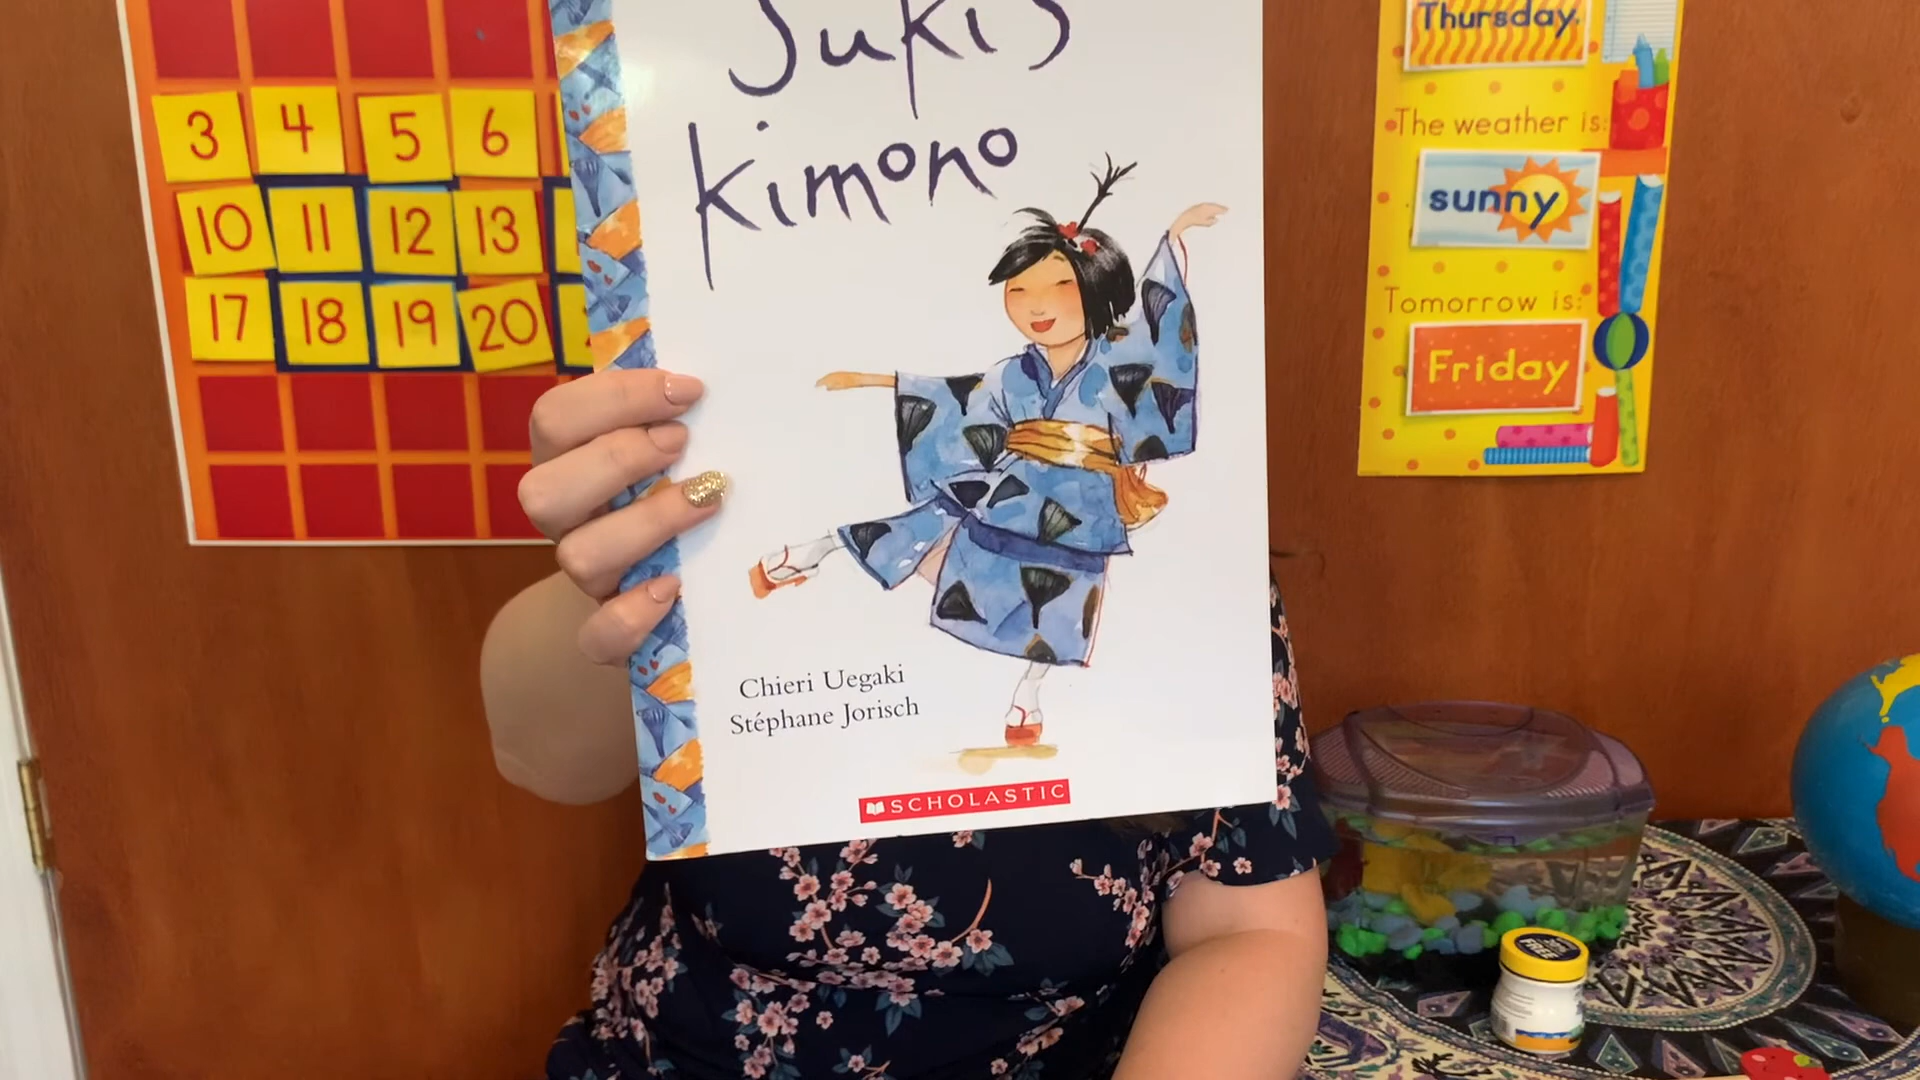 Suki's
Kimono
Chieri Uegaki
Stéphane Jorisch
SCHOLASTIC
3 4 5 6
10 11 12 13
17 18 19 20
Thursday
The weather is:
sunny
Tomorrow is:
Friday